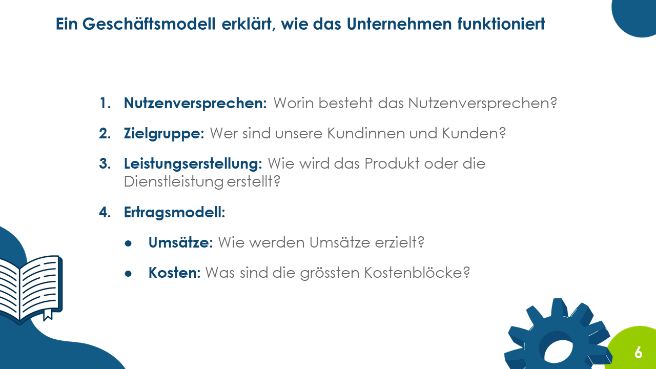 Ein Geschäftsmodell erklärt, wie das Unternehmen funktioniert
1. Nutzenversprechen: Worin besteht das Nutzenversprechen?
2. Zielgruppe: Wer sind unsere Kundinnen und Kunden?
3. Leistungserstellung: Wie wird das Produkt oder die
Dienstleistung erstellt?
4. Ertragsmodell:
● Umsätze: Wie werden Umsätze erzielt?
● Kosten: Was sind die grössten Kostenblöcke?
6